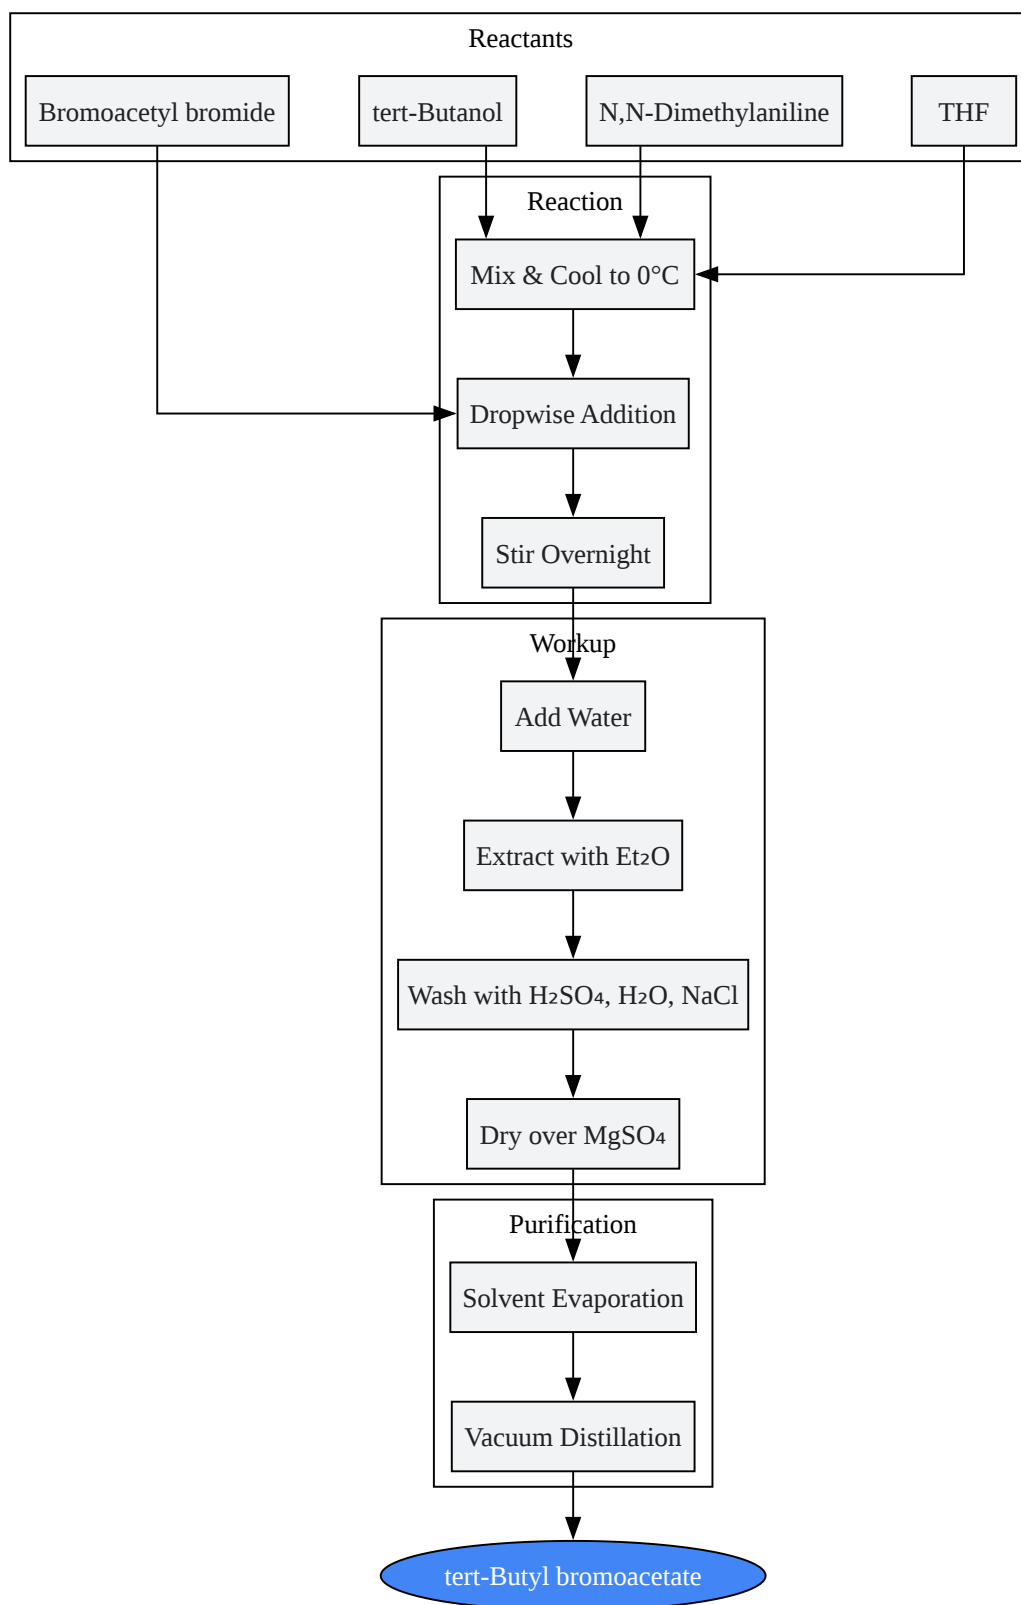 Reactants
Bromoacetyl bromide
tert-Butanol
N,N-Dimethylaniline
THF
Reaction
Mix & Cool to 0°C
Dropwise Addition
Stir Overnight
Workup
Add Water
Extract with Et₂O
Wash with H₂SO₄, H₂O, NaCl
Dry over MgSO₄
Purification
Solvent Evaporation
Vacuum Distillation
tert-Butyl bromoacetate